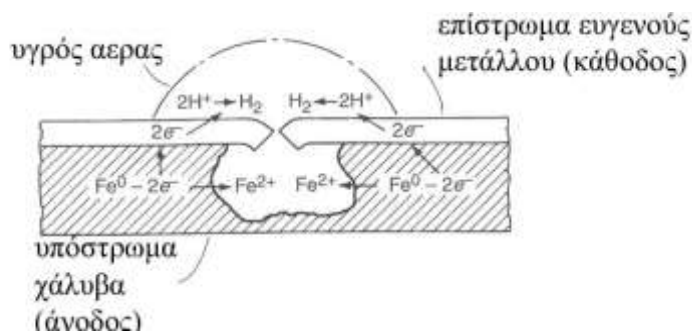 υγρός αερας
επίστρωμα ευγενούς
μετάλλου (κάθοδος)
2H⁺ → H₂ H₂ ← 2H⁺
2e⁻ 2e⁻
Fe⁰ – 2e⁻ → Fe²⁺ Fe²⁺ ← Fe⁰ – 2e⁻
υπόστρωμα
χάλυβα
(άνοδος)